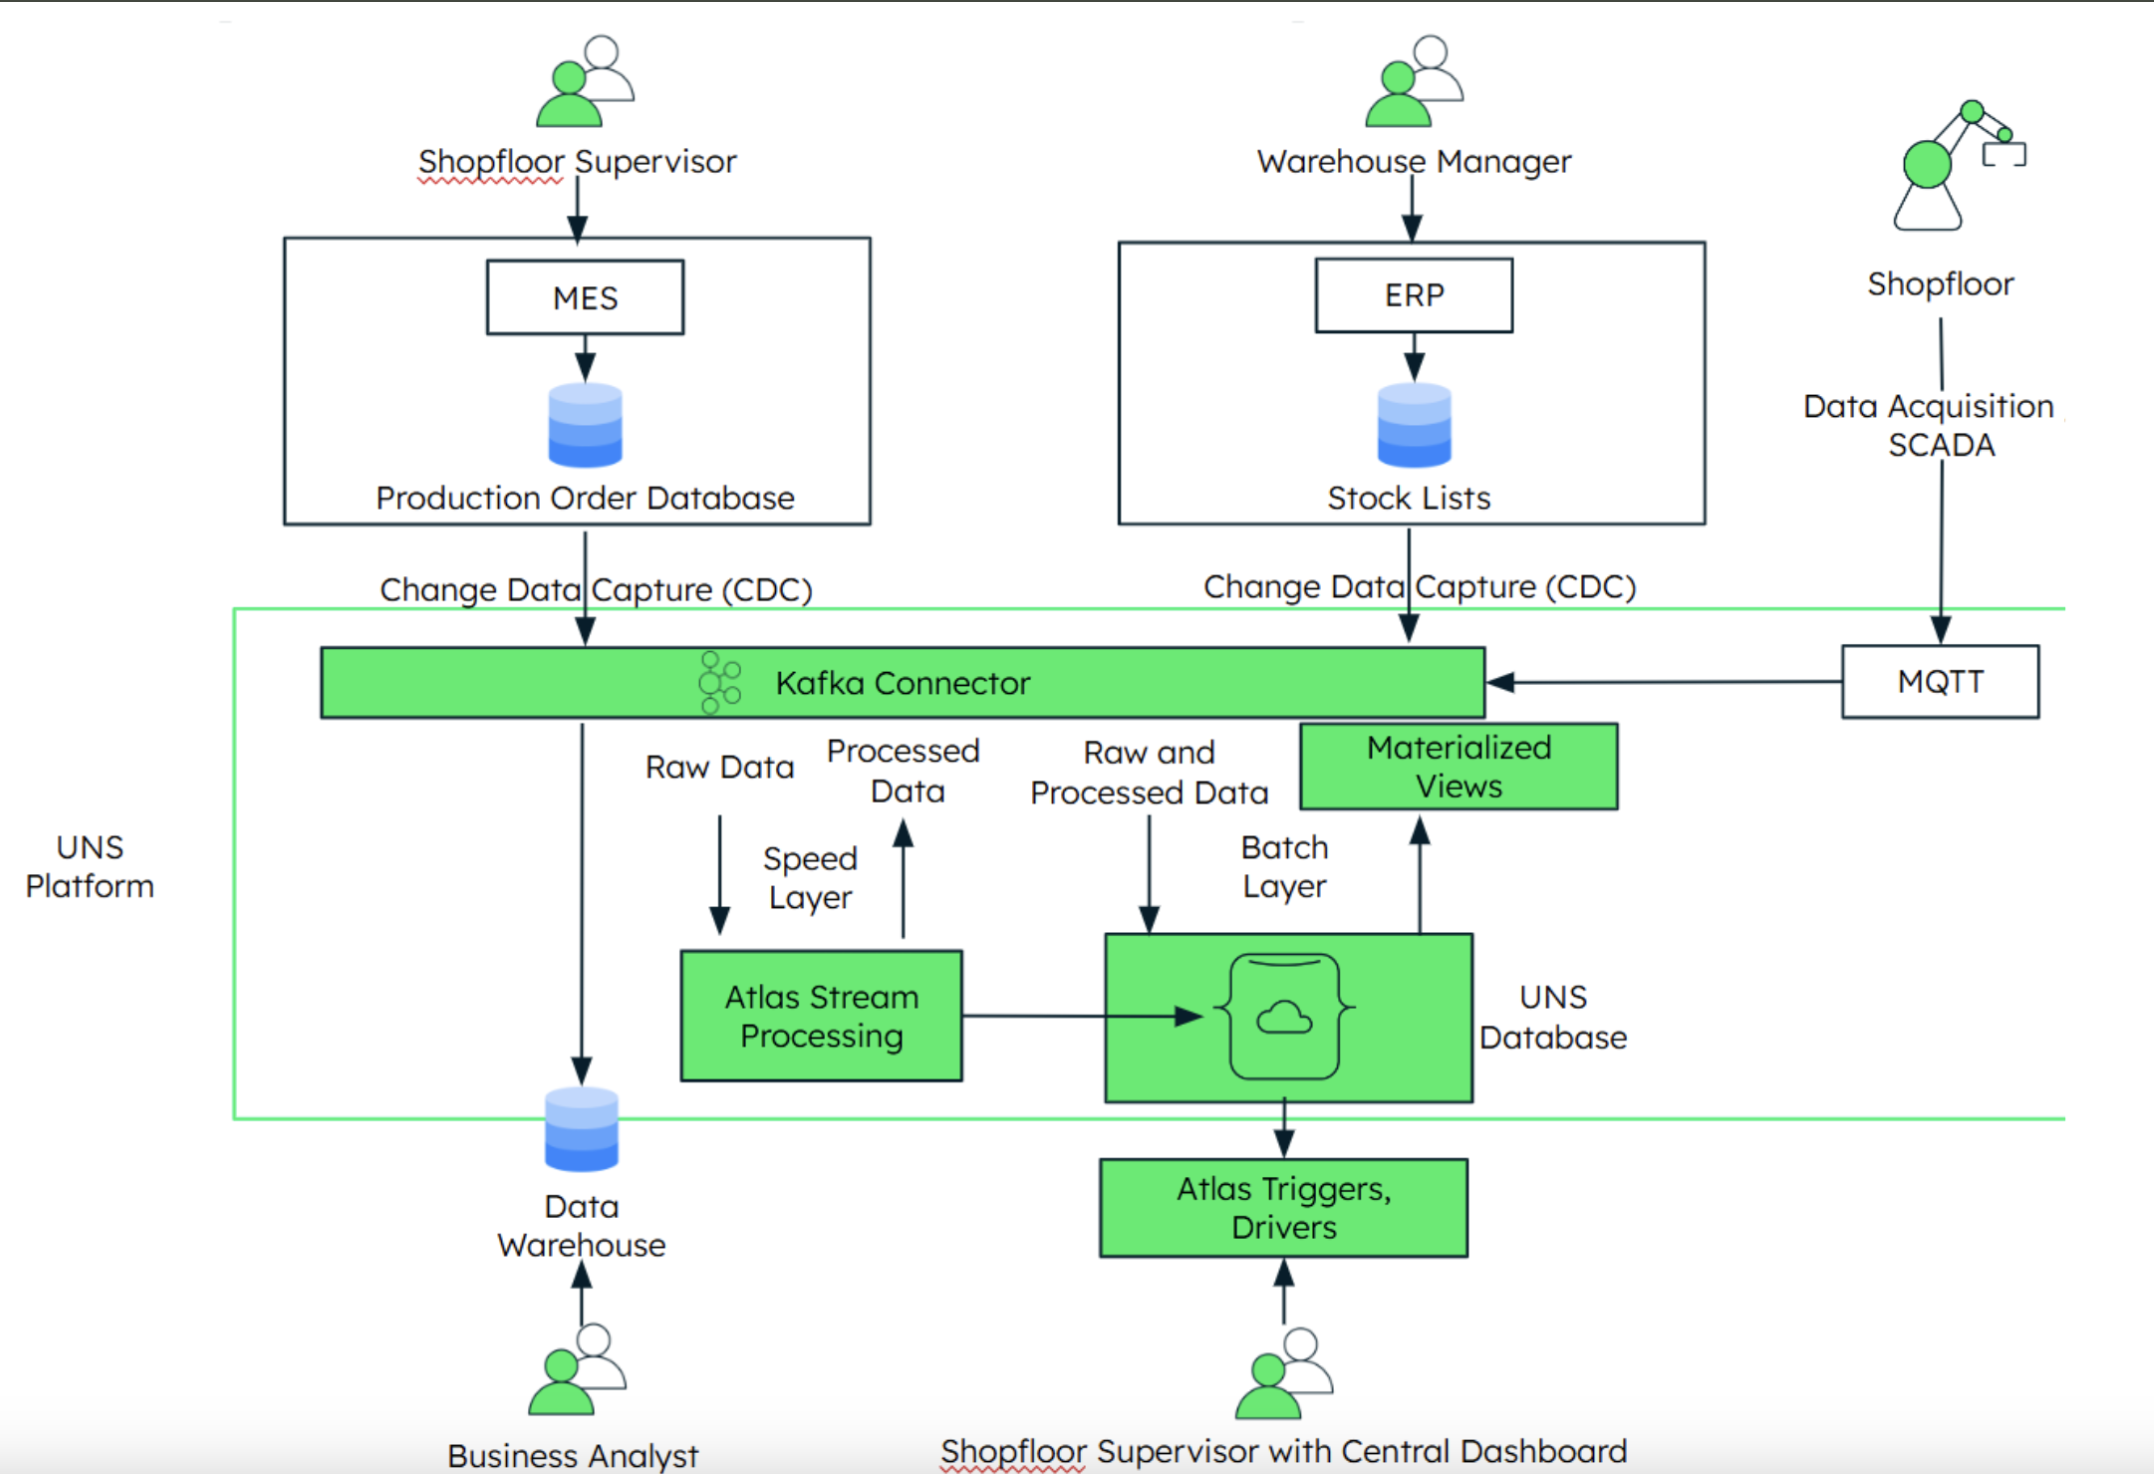 Shopfloor Supervisor
Warehouse Manager
MES
ERP
Shopfloor
Data Acquisition
SCADA
Production Order Database
Stock Lists
Change Data Capture (CDC)
Change Data Capture (CDC)
Kafka Connector
MQTT
Raw Data
Processed
Data
Raw and
Processed Data
Materialized
Views
UNS
Platform
Speed
Layer
Batch
Layer
Atlas Stream
Processing
UNS
Database
Data
Warehouse
Atlas Triggers,
Drivers
Business Analyst
Shopfloor Supervisor with Central Dashboard